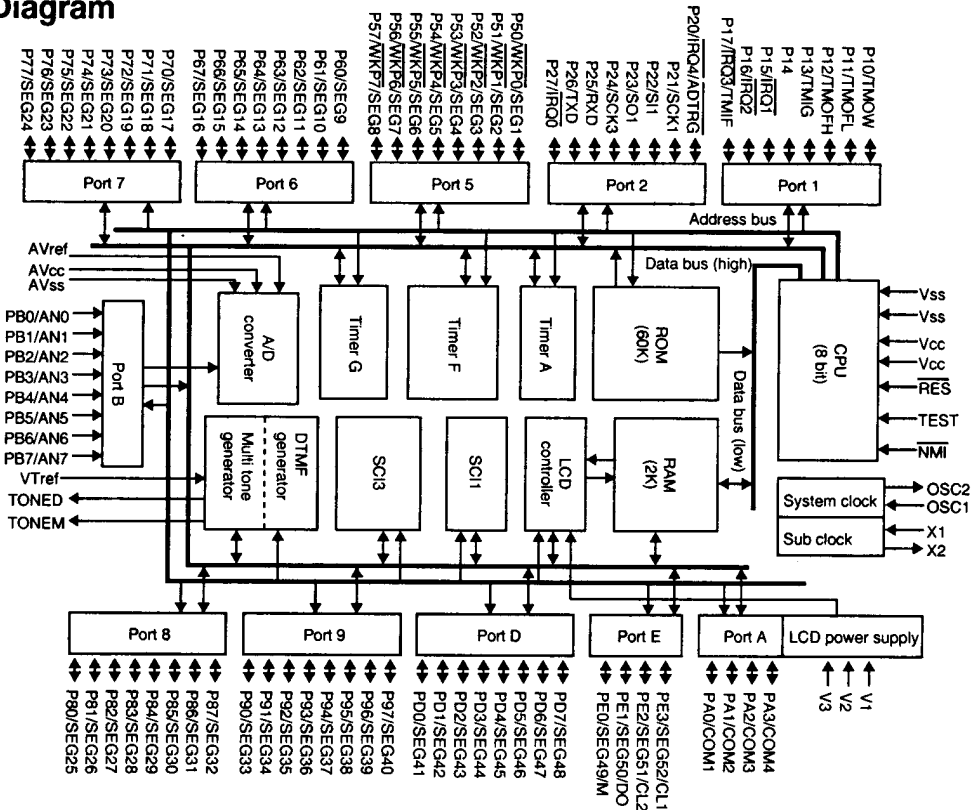 Diagram
P77/SEG24
P76/SEG23
P75/SEG22
P74/SEG21
P73/SEG20
P72/SEG19
P71/SEG18
P70/SEG17
P67/SEG16
P66/SEG15
P65/SEG14
P64/SEG13
P63/SEG12
P62/SEG11
P61/SEG10
P60/SEG9
P57/WKP7/SEG8
P56/WKP6/SEG7
P55/WKP5/SEG6
P54/WKP4/SEG5
P53/WKP3/SEG4
P52/WKP2/SEG3
P51/WKP1/SEG2
P50/WKP0/SEG1
P27/IRQ0
P26/TXD
P25/RXD
P24/SCK3
P23/SO1
P22/SI1
P21/SCK1
P20/IRQ4/ADTRG
P17/IRQ3/TMIF
P16/IRQ2
P15/IRQ1
P14
P13/TMIG
P12/TMOFH
P11/TMOFL
P10/TMOW
Port 7
Port 6
Port 5
Port 2
Port 1
Address bus
Data bus (high)
AVref
AVcc
AVss
PB0/AN0
PB1/AN1
PB2/AN2
PB3/AN3
PB4/AN4
PB5/AN5
PB6/AN6
PB7/AN7
VTref
TONED
TONEM
Port B
A/D
converter
Timer G
Timer F
Timer A
ROM
(60K)
Data bus (low)
CPU
(8 bit)
Vss
Vss
Vcc
Vcc
RES
TEST
NMI
DTMF
generator
Multi tone
generator
SCI3
SCI1
LCD
controller
RAM
(2K)
System clock
Sub clock
OSC2
OSC1
X1
X2
Port 8
Port 9
Port D
Port E
Port A
LCD power supply
P80/SEG25
P81/SEG26
P82/SEG27
P83/SEG28
P84/SEG29
P85/SEG30
P86/SEG31
P87/SEG32
P90/SEG33
P91/SEG34
P92/SEG35
P93/SEG36
P94/SEG37
P95/SEG38
P96/SEG39
P97/SEG40
PD0/SEG41
PD1/SEG42
PD2/SEG43
PD3/SEG44
PD4/SEG45
PD5/SEG46
PD6/SEG47
PD7/SEG48
PE0/SEG49/M
PE1/SEG50/DO
PE2/SEG51/CL2
PE3/SEG52/CL1
PA0/COM1
PA1/COM2
PA2/COM3
PA3/COM4
V3
V2
V1